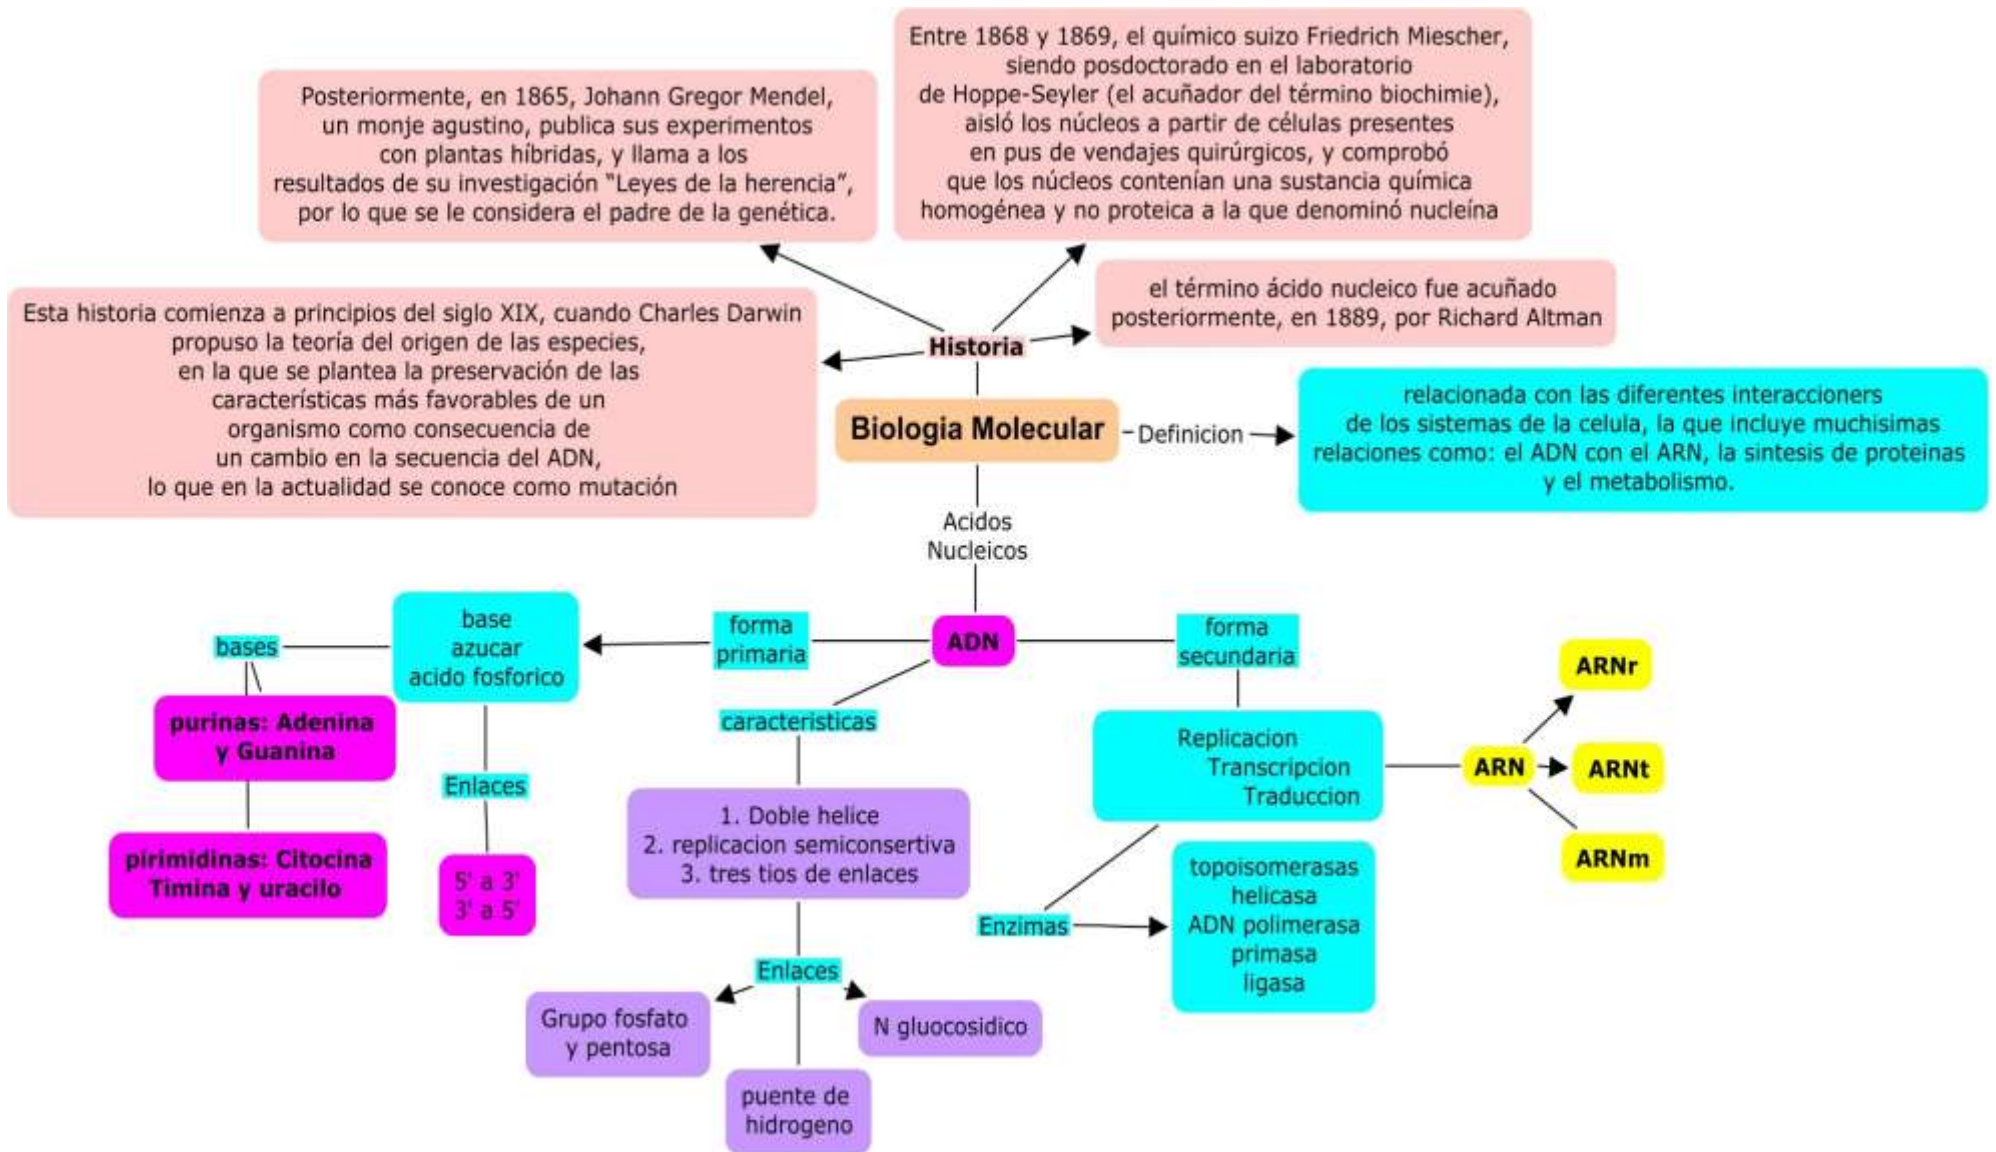 Entre 1868 y 1869, el químico suizo Friedrich Miescher,
siendo posdoctorado en el laboratorio
de Hoppe-Seyler (el acuñador del término biochimie),
aisló los núcleos a partir de células presentes
en pus de vendajes quirúrgicos, y comprobó
que los núcleos contenían una sustancia química
homogénea y no proteica a la que denominó nucleína
Posteriormente, en 1865, Johann Gregor Mendel,
un monje agustino, publica sus experimentos
con plantas híbridas, y llama a los
resultados de su investigación “Leyes de la herencia”,
por lo que se le considera el padre de la genética.
el término ácido nucleico fue acuñado
posteriormente, en 1889, por Richard Altman
Esta historia comienza a principios del siglo XIX, cuando Charles Darwin
propuso la teoría del origen de las especies,
en la que se plantea la preservación de las
características más favorables de un
organismo como consecuencia de
un cambio en la secuencia del ADN,
lo que en la actualidad se conoce como mutación
Historia
Biologia Molecular
Definicion
relacionada con las diferentes interaccioners
de los sistemas de la celula, la que incluye muchisimas
relaciones como: el ADN con el ARN, la sintesis de proteinas
y el metabolismo.
Acidos
Nucleicos
ADN
forma
primaria
base
azucar
acido fosforico
bases
purinas: Adenina
y Guanina
pirimidinas: Citocina
Timina y uracilo
Enlaces
5' a 3'
3' a 5'
caracteristicas
1. Doble helice
2. replicacion semiconsertiva
3. tres tios de enlaces
Enlaces
Grupo fosfato
y pentosa
puente de
hidrogeno
N gluocosidico
forma
secundaria
Replicacion
Transcripcion
Traduccion
Enzimas
topoisomerasas
helicasa
ADN polimerasa
primasa
ligasa
ARN
ARNr
ARNt
ARNm